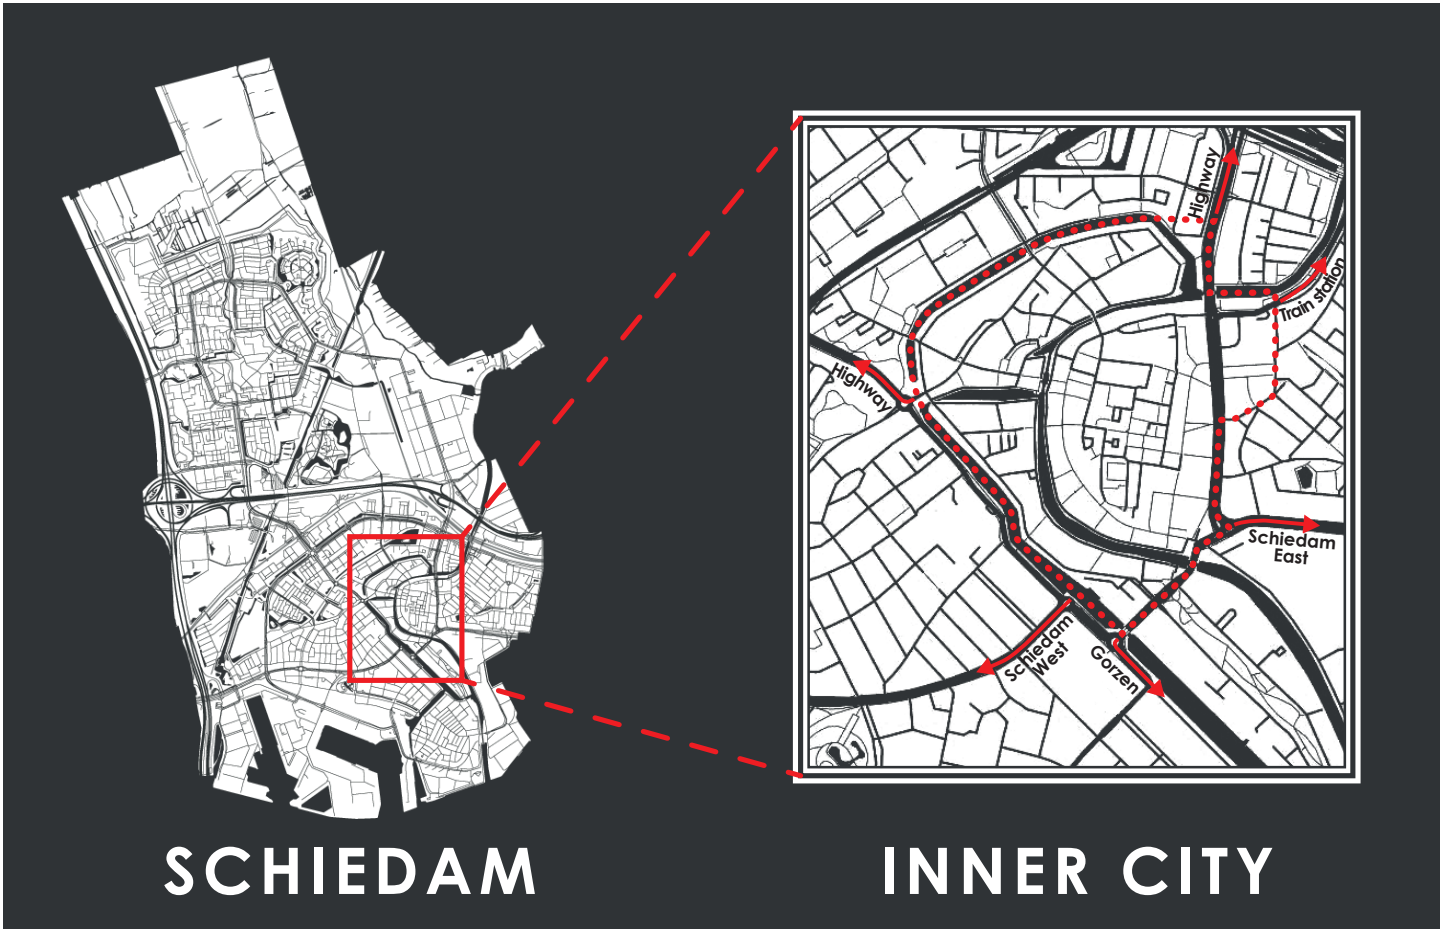 Highway
Train station
Highway
Schiedam
East
Schiedam
West
Gorzen
SCHIEDAM
INNER CITY